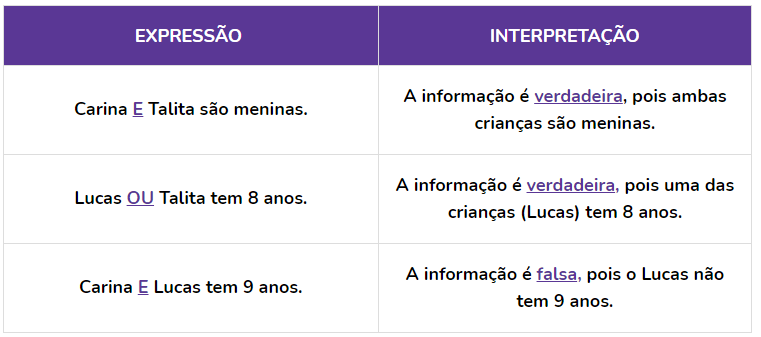 EXPRESSÃO
INTERPRETAÇÃO
Carina E Talita são meninas.
A informação é verdadeira, pois ambas
crianças são meninas.
Lucas OU Talita tem 8 anos.
A informação é verdadeira, pois uma das
crianças (Lucas) tem 8 anos.
Carina E Lucas tem 9 anos.
A informação é falsa, pois o Lucas não
tem 9 anos.